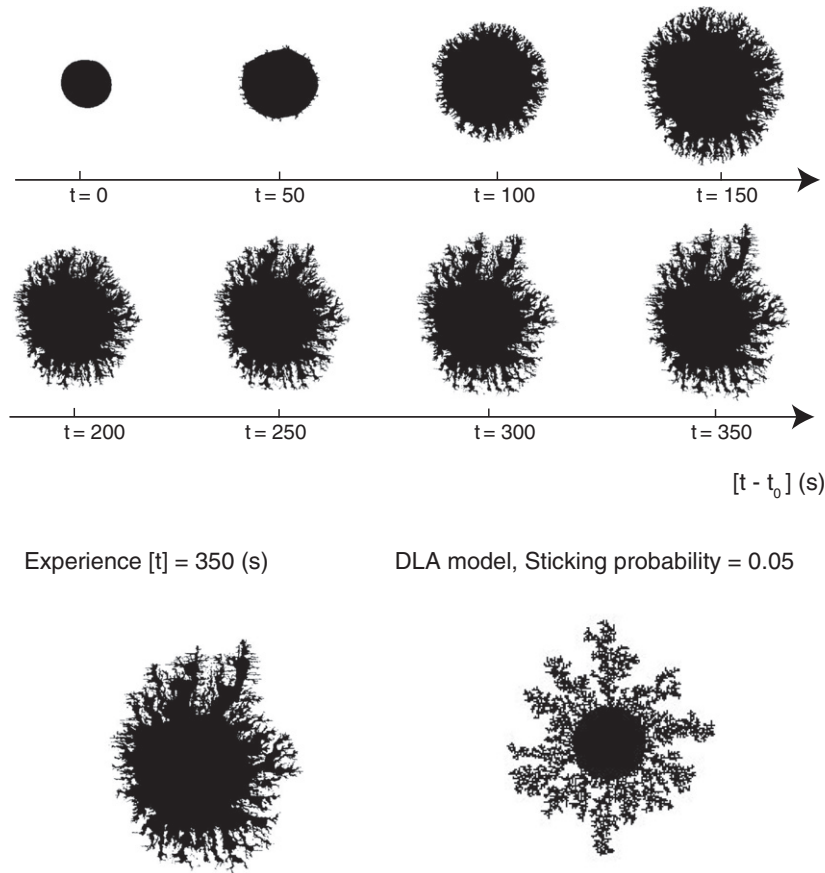 t = 0 t = 50 t = 100 t = 150
t = 200 t = 250 t = 300 t = 350
[t - t₀] (s)
Experience [t] = 350 (s) DLA model, Sticking probability = 0.05